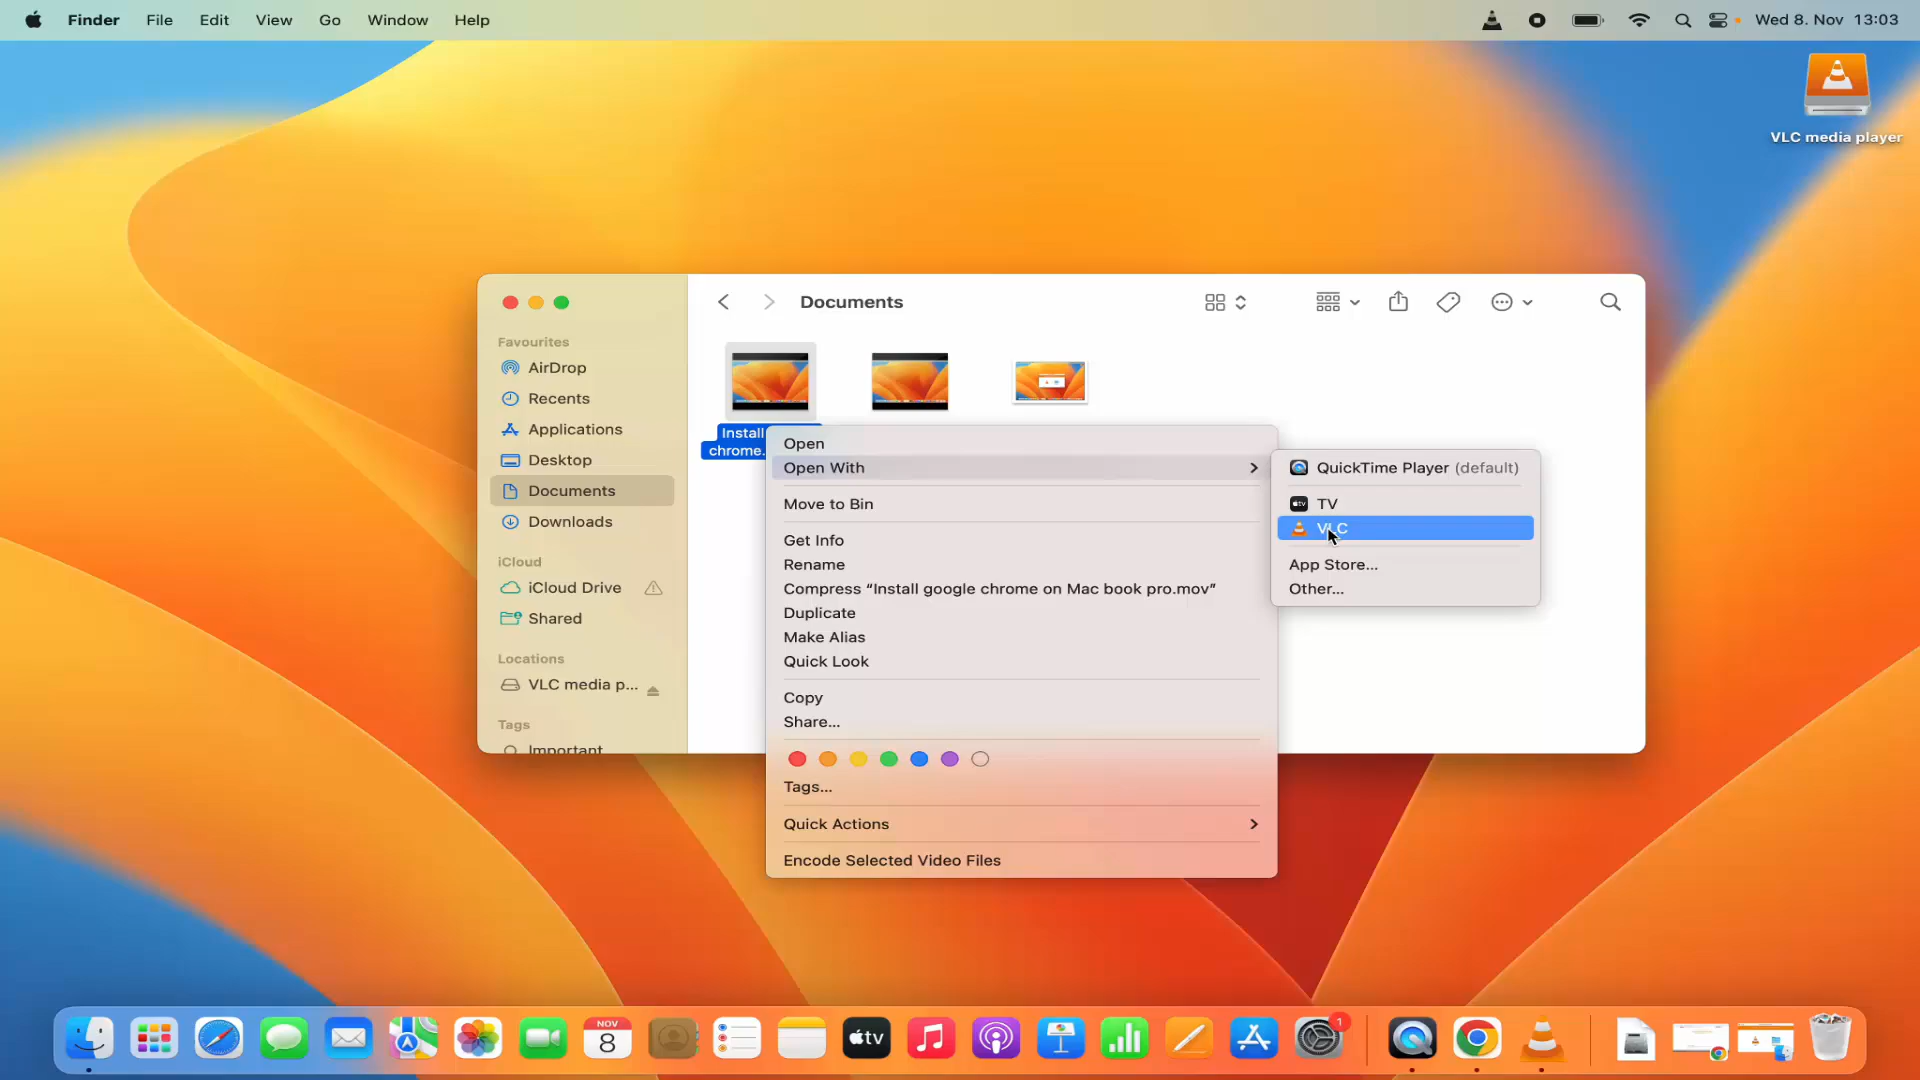 Finder File Edit View Go Window Help Wed 8. Nov 13:03
VLC media player
Documents
Favourites
AirDrop
Recents
Applications
Desktop
Documents
Downloads
iCloud
iCloud Drive
Shared
Locations
VLC media p...
Tags
Important
Install
chrome.
Open
Open With
Move to Bin
Get Info
Rename
Compress “Install google chrome on Mac book pro.mov”
Duplicate
Make Alias
Quick Look
Copy
Share...
Tags...
Quick Actions
Encode Selected Video Files
QuickTime Player (default)
TV
VLC
App Store...
Other...
NOV
8
tv
1